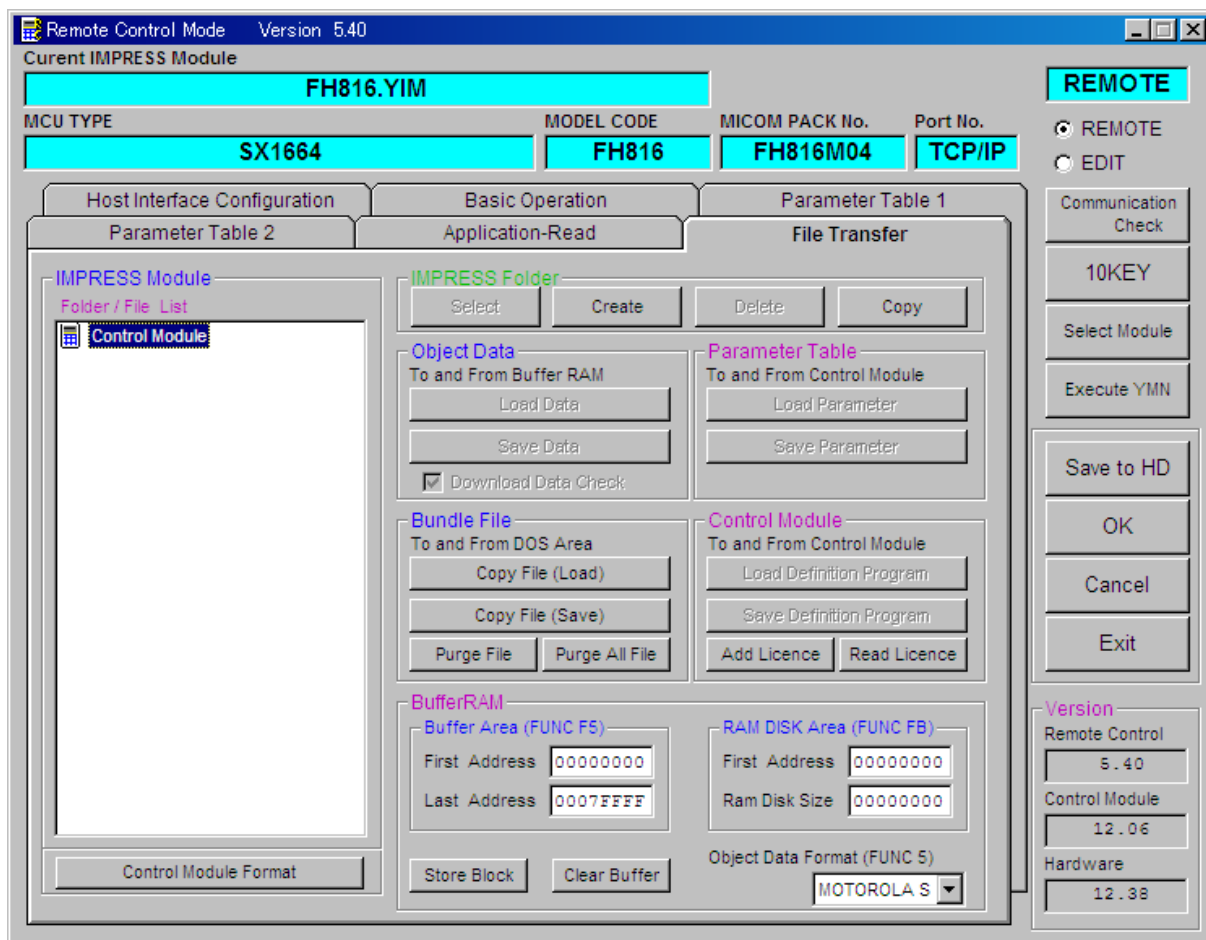 Remote Control Mode Version 5.40
Curent IMPRESS Module
FH816.YIM
MCU TYPE
MODEL CODE
MICOM PACK No.
Port No.
SX1664
FH816
FH816M04
TCP/IP
REMOTE
REMOTE
EDIT
Communication
Check
10KEY
Select Module
Execute YMN
Save to HD
OK
Cancel
Exit
Host Interface Configuration
Basic Operation
Parameter Table 1
Parameter Table 2
Application-Read
File Transfer
IMPRESS Module
Folder / File List
Control Module
Control Module Format
IMPRESS Folder
Select
Create
Delete
Copy
Object Data
To and From Buffer RAM
Load Data
Save Data
Download Data Check
Parameter Table
To and From Control Module
Load Parameter
Save Parameter
Bundle File
To and From DOS Area
Copy File (Load)
Copy File (Save)
Purge File
Purge All File
Control Module
To and From Control Module
Load Definition Program
Save Definition Program
Add Licence
Read Licence
BufferRAM
Buffer Area (FUNC F5)
First Address 00000000
Last Address 0007FFFF
RAM DISK Area (FUNC FB)
First Address 00000000
Ram Disk Size 00000000
Store Block
Clear Buffer
Object Data Format (FUNC 5)
MOTOROLA S
Version
Remote Control
5.40
Control Module
12.06
Hardware
12.38